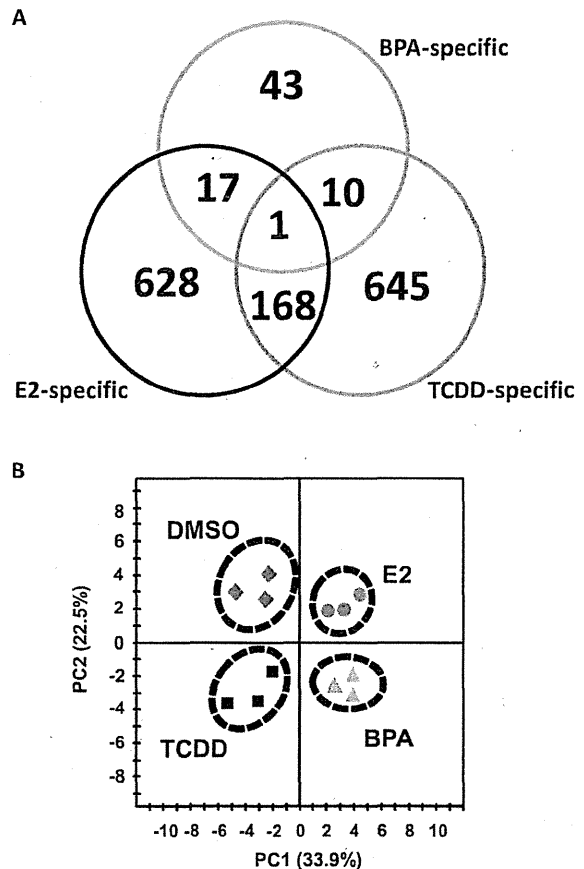 A
BPA-specific
43
17
10
1
628
168
645
E2-specific
TCDD-specific
B
8
6
4
2
0
-2
-4
-6
-8
PC2 (22.5%)
DMSO
E2
TCDD
BPA
-10 -8 -6 -4 -2 0 2 4 6 8 10
PC1 (33.9%)